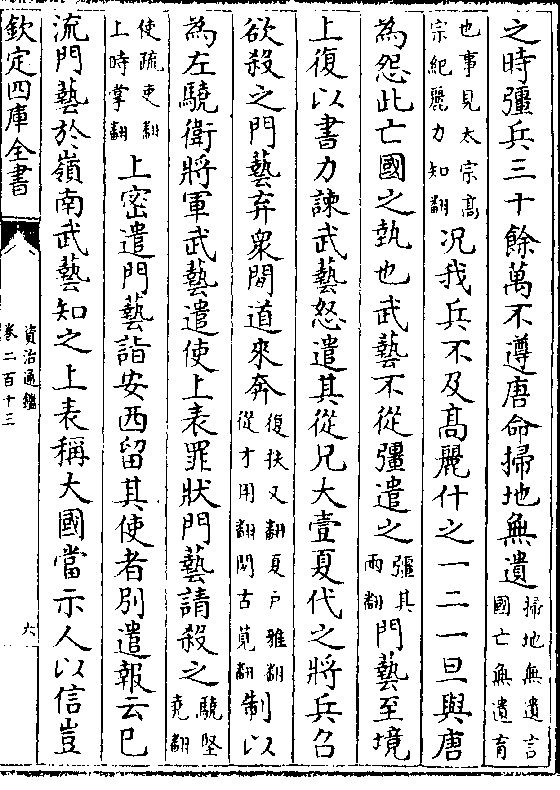 之時彊兵三十餘萬不遵唐命掃地無遺掃地無遺言國亡無遺育
也事見太宗髙宗紀麗力知翻况我兵不及髙麗什之一二一旦與唐
為怨此亡國之埶也武藝不從彊遣之彊其兩翻門藝至境
上復以書力諫武藝怒遣其從兄大壹夏代之將兵召
欲殺之門藝弃衆間道來奔復扶又翻夏户雅翻從才用翻間古莧翻制以
為左驍衛將軍武藝遣使上表罪狀門藝請殺之驍堅堯翻
使疏吏翻上時掌翻上密遣門藝詣安西留其使者别遣報云已
流門藝於嶺南武藝知之上表稱大國當示人以信豈
欽定四庫全書
資治通鑑
卷二百十三
六